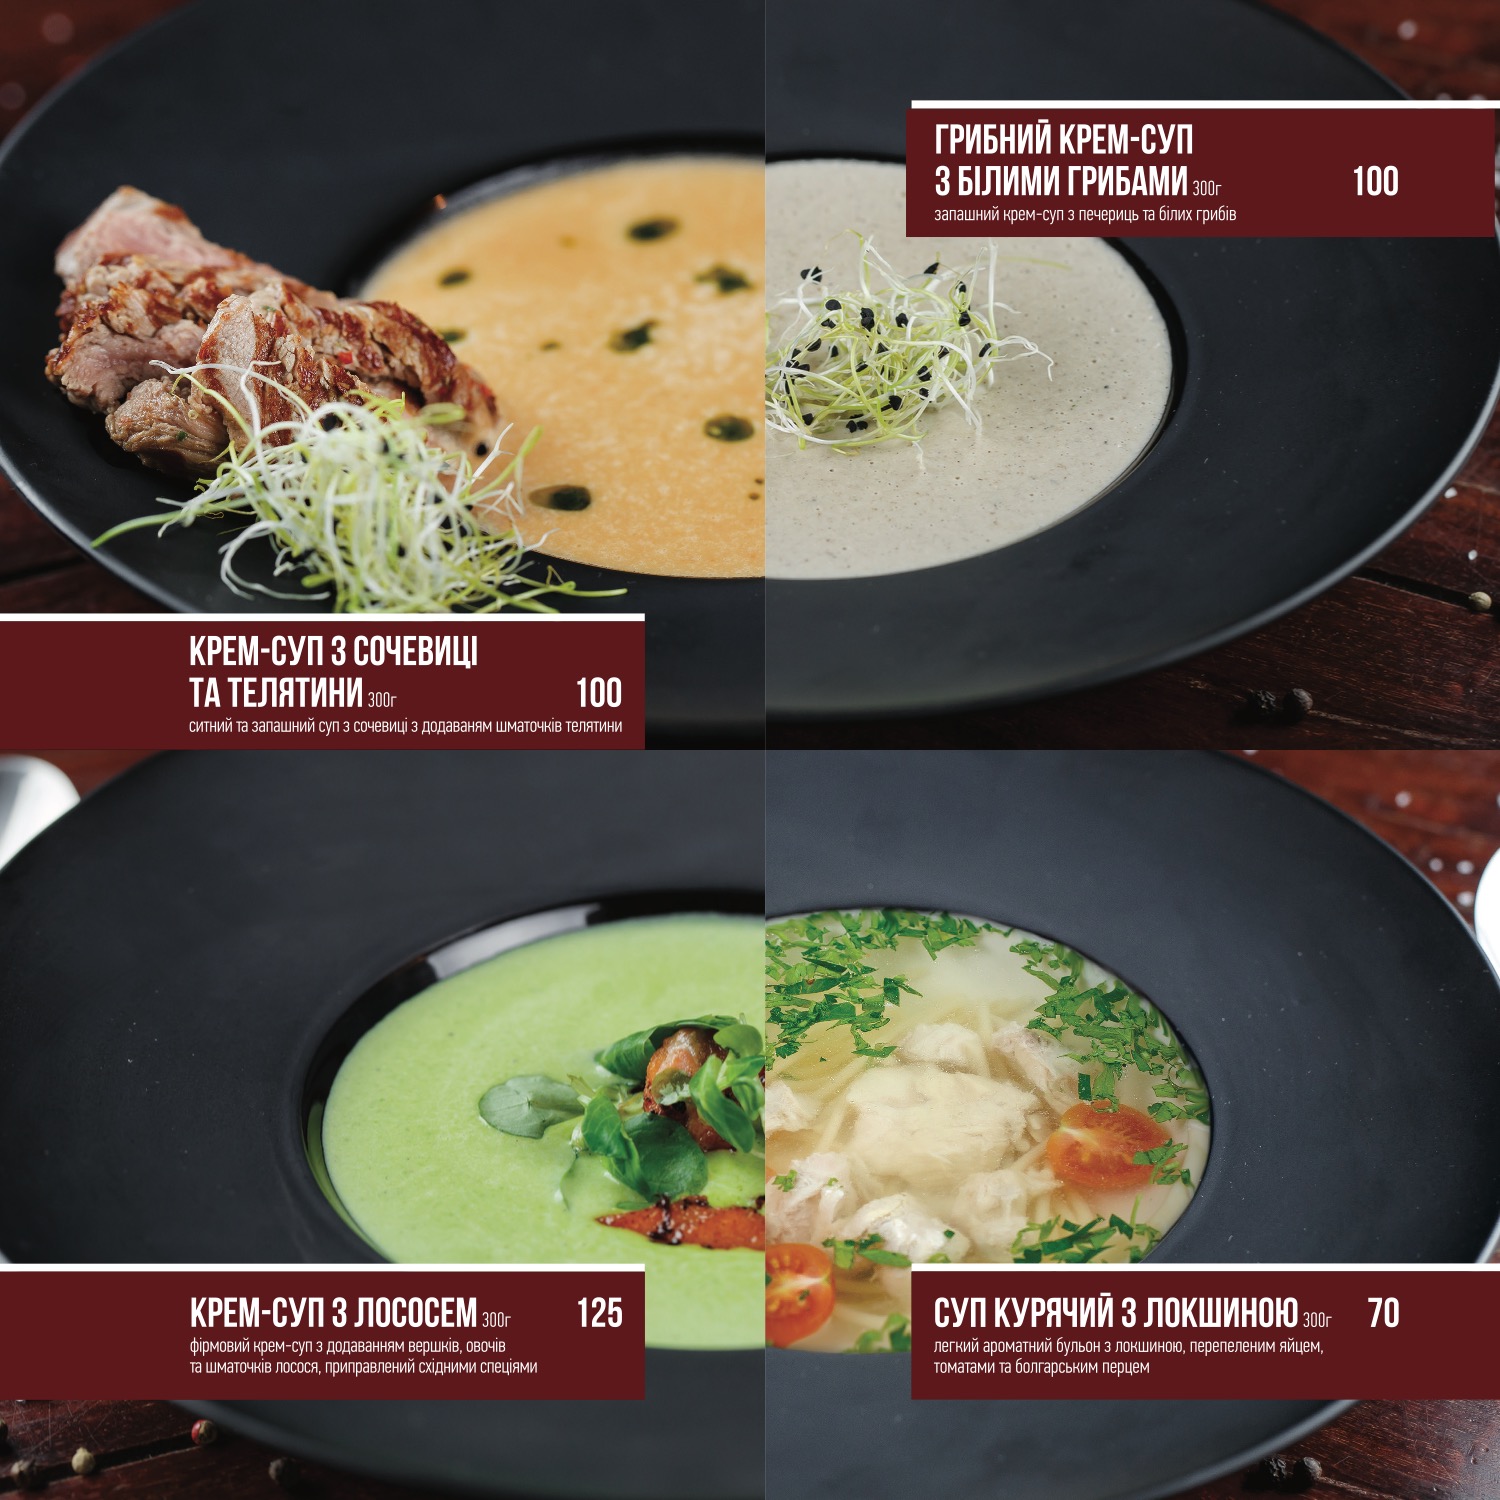 ГРИБНИЙ КРЕМ-СУП
З БІЛИМИ ГРИБАМИ 300г 100
запашний крем-суп з печериць та білих грибів
КРЕМ-СУП З СОЧЕВИЦІ
ТА ТЕЛЯТИНИ 300г 100
ситний та запашний суп з сочевиці з додаваням шматочків телятини
КРЕМ-СУП З ЛОСОСЕМ 300г 125
фірмовий крем-суп з додаванням вершків, овочів
та шматочків лосося, приправлений східними спеціями
СУП КУРЯЧИЙ З ЛОКШИНОЮ 300г 70
легкий ароматний бульон з локшиною, перепеленим яйцем,
томатами та болгарським перцем